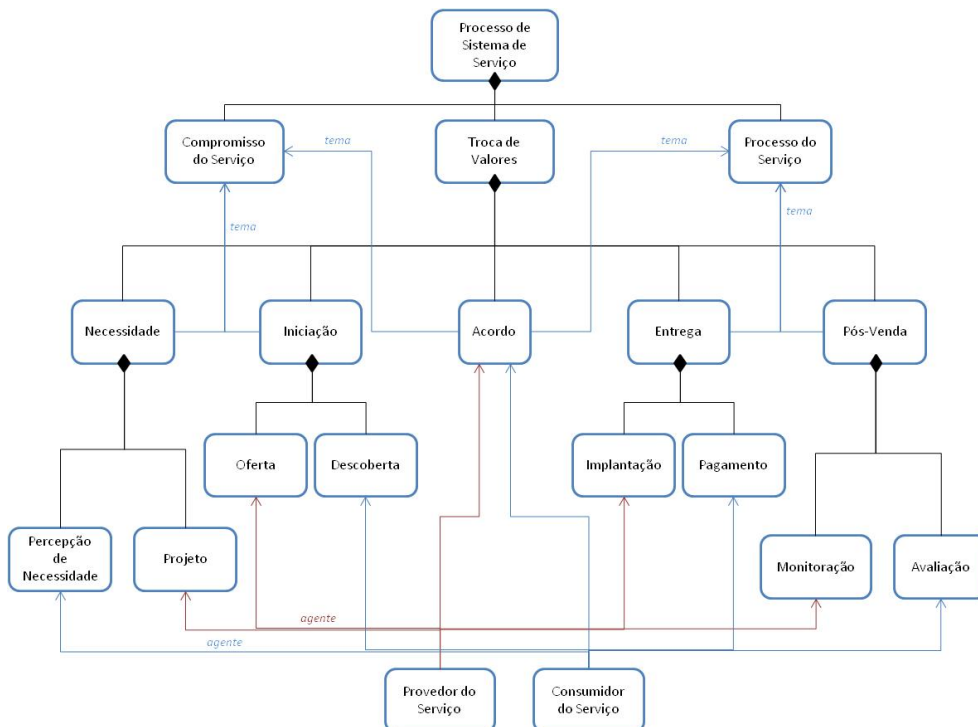 Processo de
Sistema de
Serviço
Compromisso
do Serviço
tema
Troca de
Valores
tema
Processo do
Serviço
tema
tema
Necessidade
Iniciação
Acordo
Entrega
Pós-Venda
Oferta
Descoberta
Implantação
Pagamento
Percepção
de
Necessidade
Projeto
Monitoração
Avaliação
agente
agente
Provedor do
Serviço
Consumidor
do Serviço